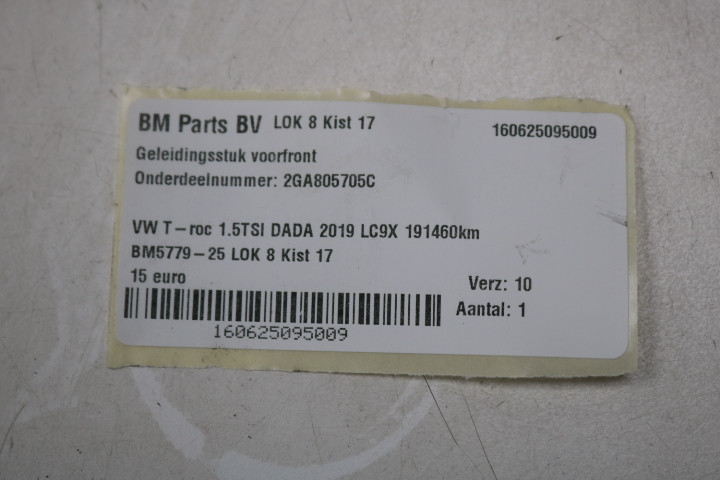 BM Parts BV LOK 8 Kist 17 160625095009
Geleidingsstuk voorfront
Onderdeelnummer: 2GA805705C
VW T-roc 1.5TSI DADA 2019 LC9X 191460km
BM5779-25 LOK 8 Kist 17
15 euro Verz: 10
Aantal: 1
160625095009